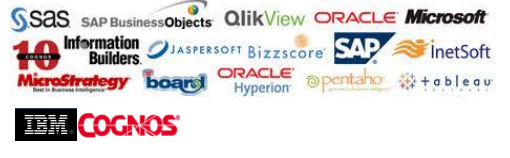 sas SAP BusinessObjects QlikView ORACLE Microsoft
10 COGNOS Information Builders. JASPERSOFT Bizzscore SAP inetSoft
MicroStrategy board ORACLE Hyperion pentaho +ableau
Best In Business Intelligence
IBM COGNOS